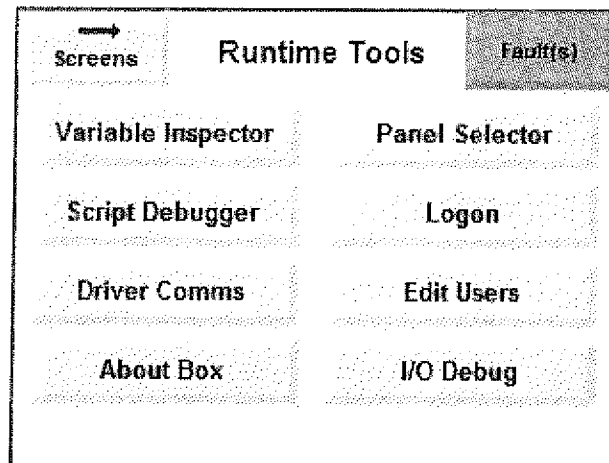 Screens
Runtime Tools
Fault(s)
Variable Inspector
Panel Selector
Script Debugger
Logon
Driver Comms
Edit Users
About Box
I/O Debug